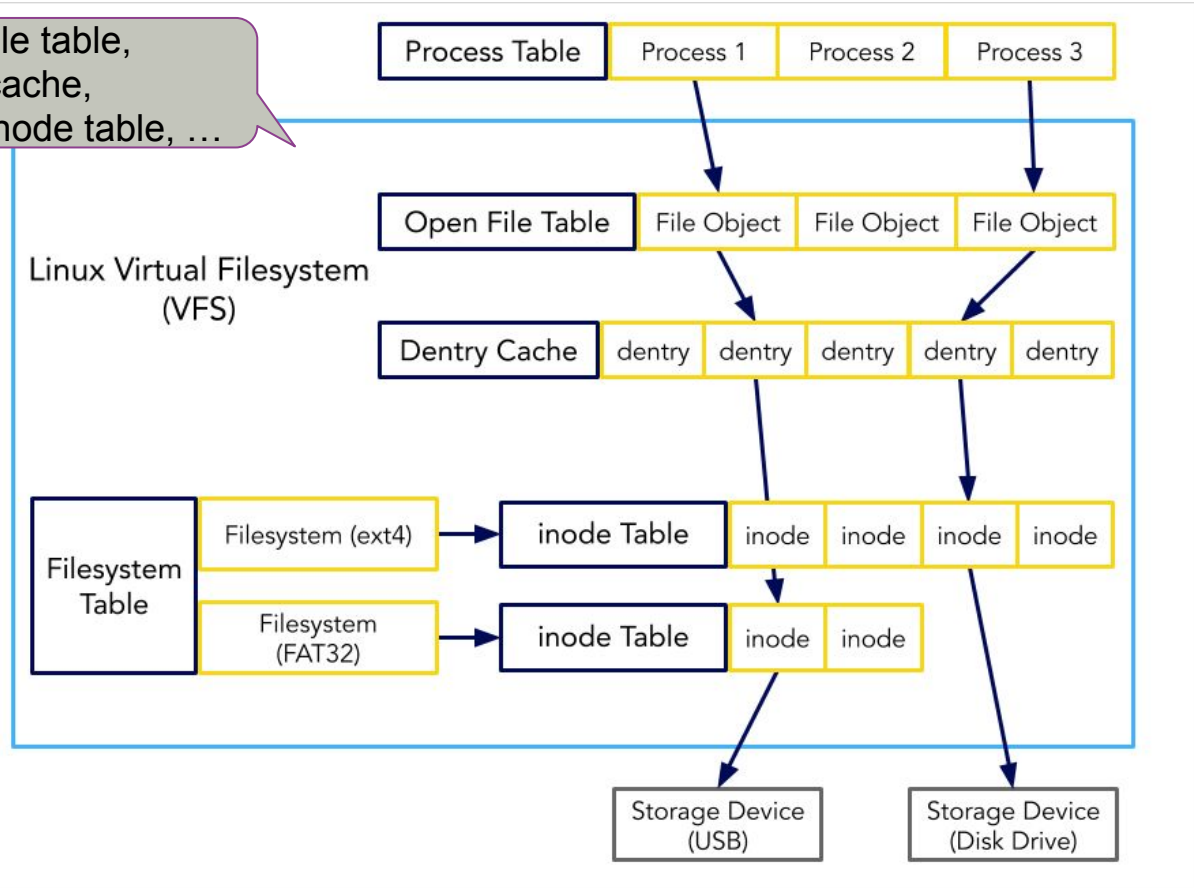 le table,
cache,
node table, …
Process Table
Process 1
Process 2
Process 3
Open File Table
File Object
File Object
File Object
Linux Virtual Filesystem
(VFS)
Dentry Cache
dentry
dentry
dentry
dentry
dentry
Filesystem
Table
Filesystem (ext4)
inode Table
inode
inode
inode
inode
Filesystem
(FAT32)
inode Table
inode
inode
Storage Device
(USB)
Storage Device
(Disk Drive)